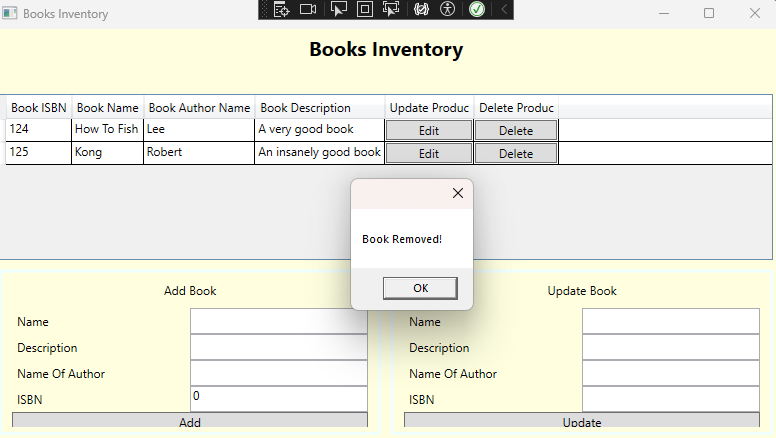 Books Inventory
Books Inventory
Book ISBN Book Name Book Author Name Book Description Update Produc Delete Produc
124 How To Fish Lee A very good book Edit Delete
125 Kong Robert An insanely good book Edit Delete
Book Removed!
OK
Add Book Update Book
Name Name
Description Description
Name Of Author Name Of Author
ISBN 0 ISBN
Add Update